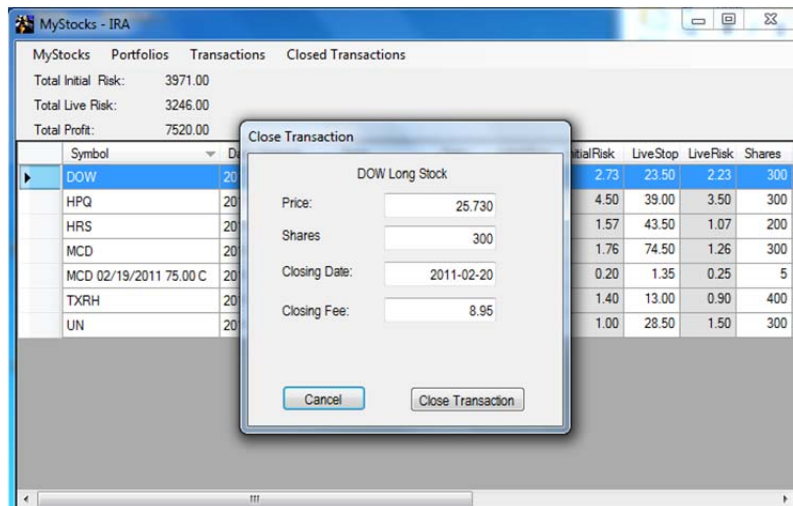 MyStocks - IRA
MyStocks Portfolios Transactions Closed Transactions
Total Initial Risk: 3971.00
Total Live Risk: 3246.00
Total Profit: 7520.00
Close Transaction
Symbol LiveStop LiveRisk Shares
DOW Long Stock
DOW 2.73 23.50 2.23 300
Price: 25.730
HPQ 4.50 39.00 3.50 300
HRS 1.57 43.50 1.07 200
Shares 300
MCD 1.76 74.50 1.26 300
Closing Date: 2011-02-20
MCD 02/19/2011 75.00 C 0.20 1.35 0.25 5
TXRH 1.40 13.00 0.90 400
Closing Fee: 8.95
UN 1.00 28.50 1.50 300
Cancel Close Transaction